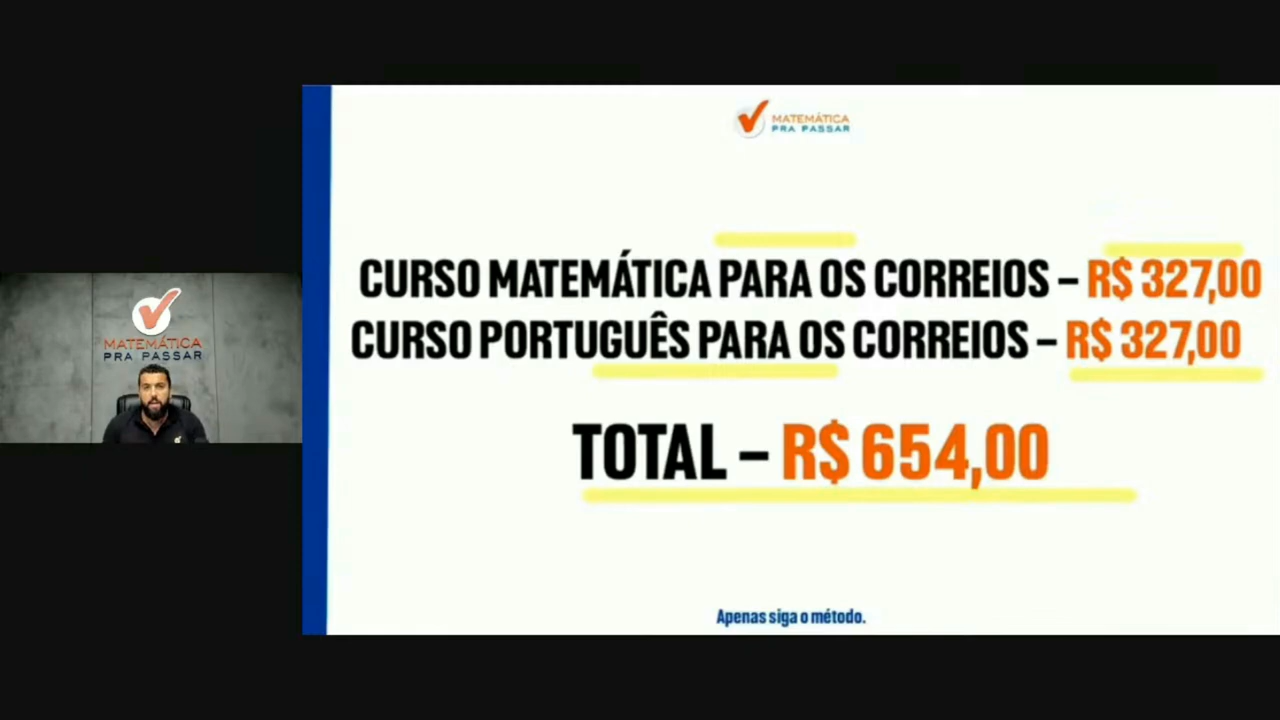 MATEMÁTICA
PRA PASSAR
MATEMÁTICA
PRA PASSAR
CURSO MATEMÁTICA PARA OS CORREIOS – R$ 327,00
CURSO PORTUGUÊS PARA OS CORREIOS – R$ 327,00
TOTAL – R$ 654,00
Apenas siga o método.